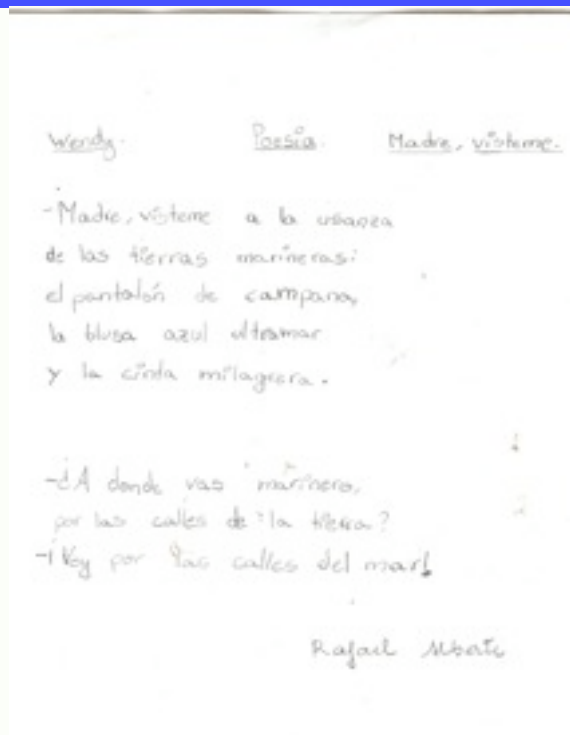 Wendy. Poesía. Madre, vísteme.
-Madre, vísteme a la usanza
de las tierras marineras:
el pantalón de campana,
la blusa azul ultramar
y la cinta milagrera.
-¿A donde vas marinero,
por las calles de la tierra?
-¡Voy por las calles del mar!
Rafael Alberti